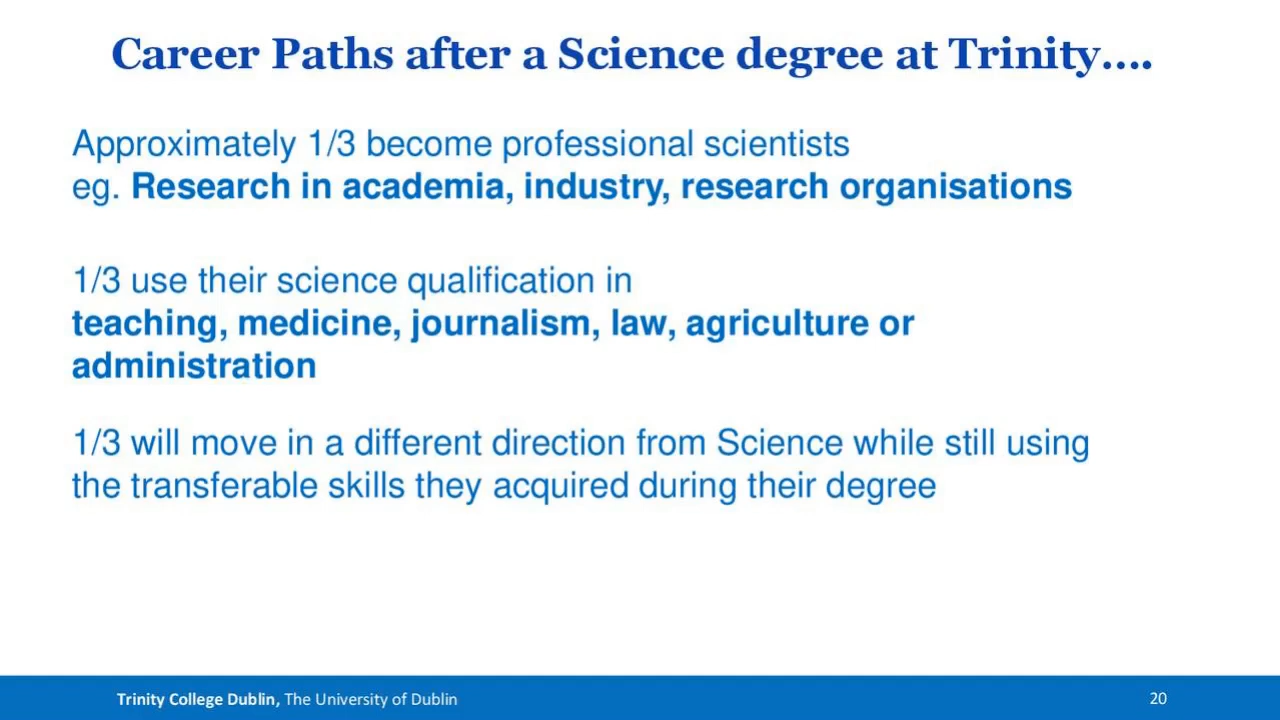 Career Paths after a Science degree at Trinity....
Approximately 1/3 become professional scientists
eg. Research in academia, industry, research organisations
1/3 use their science qualification in
teaching, medicine, journalism, law, agriculture or
administration
1/3 will move in a different direction from Science while still using
the transferable skills they acquired during their degree
Trinity College Dublin, The University of Dublin
20